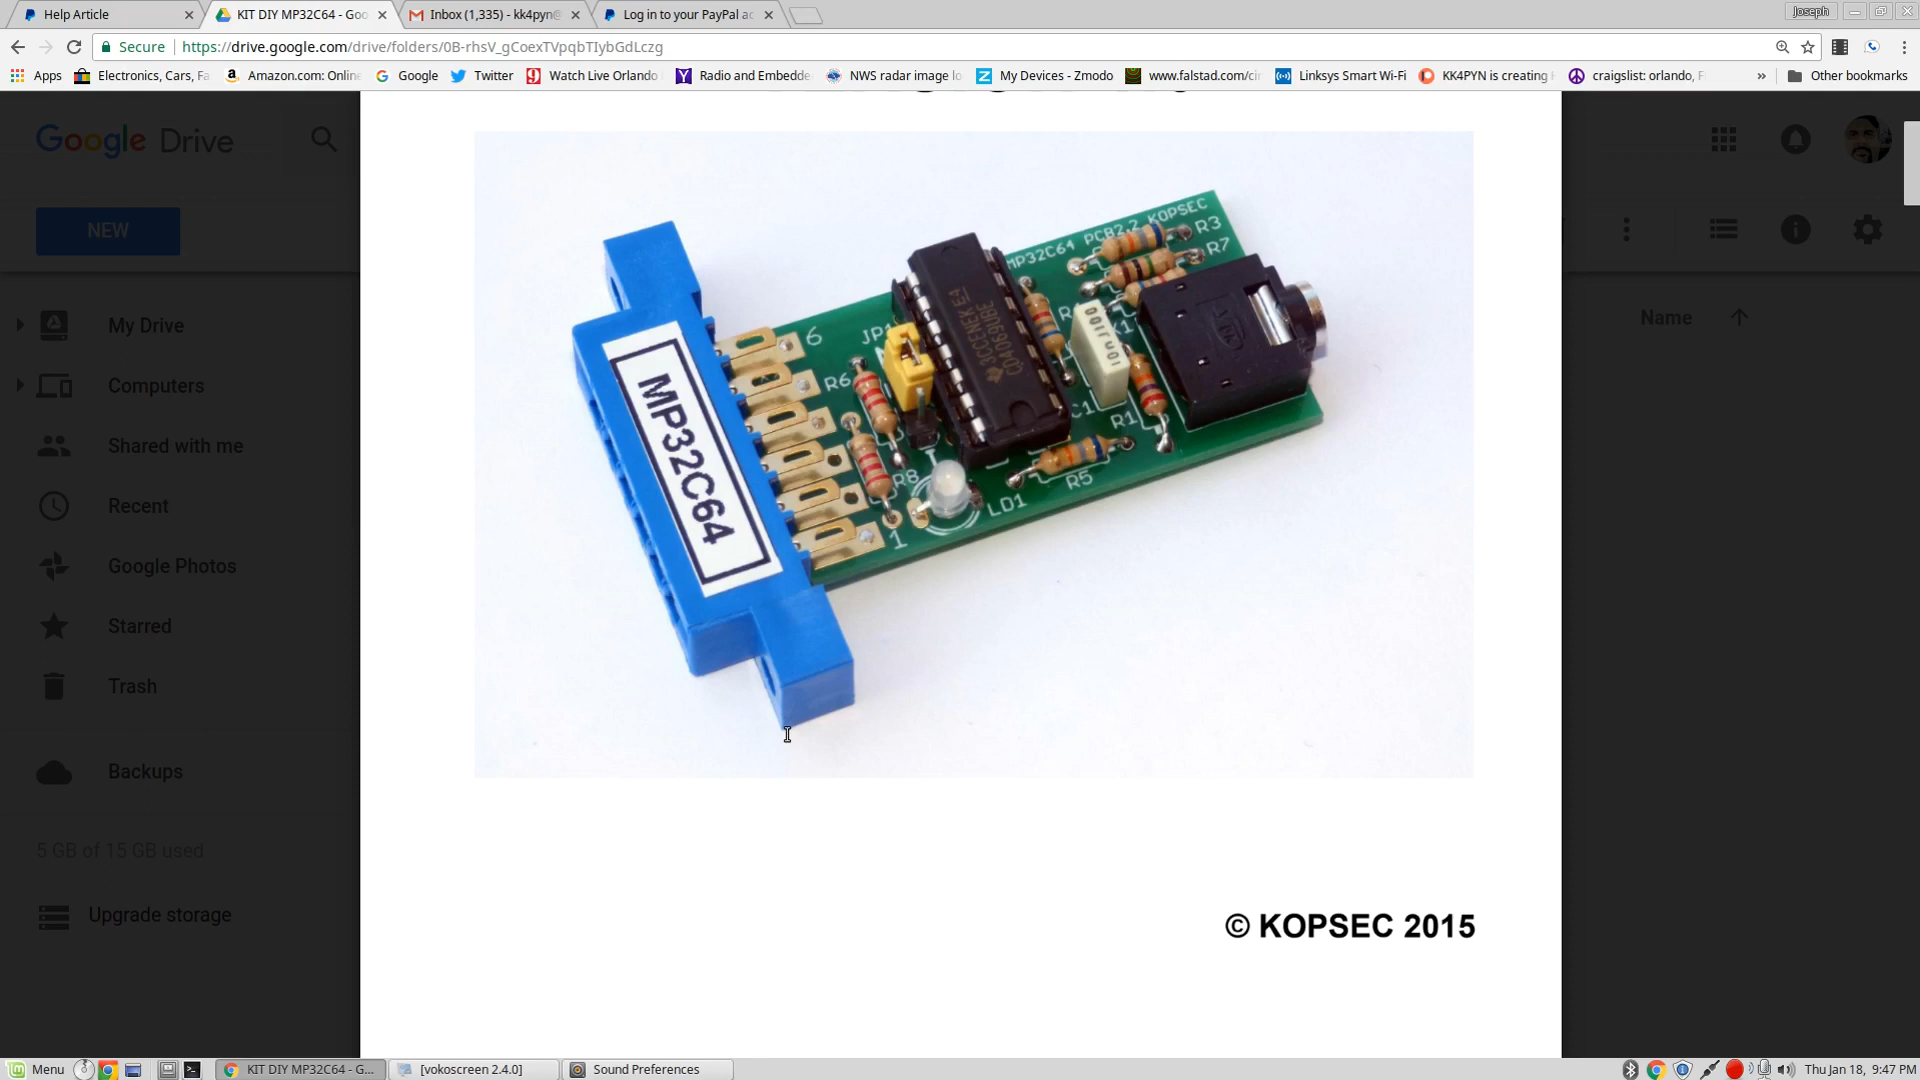 Help Article
KIT DIY MP32C64 - Goo
Inbox (1,335) - kk4pyn@
Log in to your PayPal ac
Joseph
Secure
https://drive.google.com/drive/folders/0B-rhsV_gCoexTVpqbTIybGdLczg
Apps
Electronics, Cars, Fa
Amazon.com: Online
Google
Twitter
Watch Live Orlando
Radio and Embedde
NWS radar image lo
My Devices - Zmodo
www.falstad.com/cir
Linksys Smart Wi-Fi
KK4PYN is creating
craigslist: orlando, F
»
Other bookmarks
Google Drive
NEW
My Drive
Computers
Shared with me
Recent
Google Photos
Starred
Trash
Backups
5 GB of 15 GB used
Upgrade storage
Name
MP32C64 PCB2.2 KOPSEC
R3
R7
6
JP1
R6
CD4069UBE
10nJ100
C1
R1
R8
R5
LD1
1
MP32C64
© KOPSEC 2015
Menu
KIT DIY MP32C64 - G...
[vokoscreen 2.4.0]
Sound Preferences
Thu Jan 18, 9:47 PM